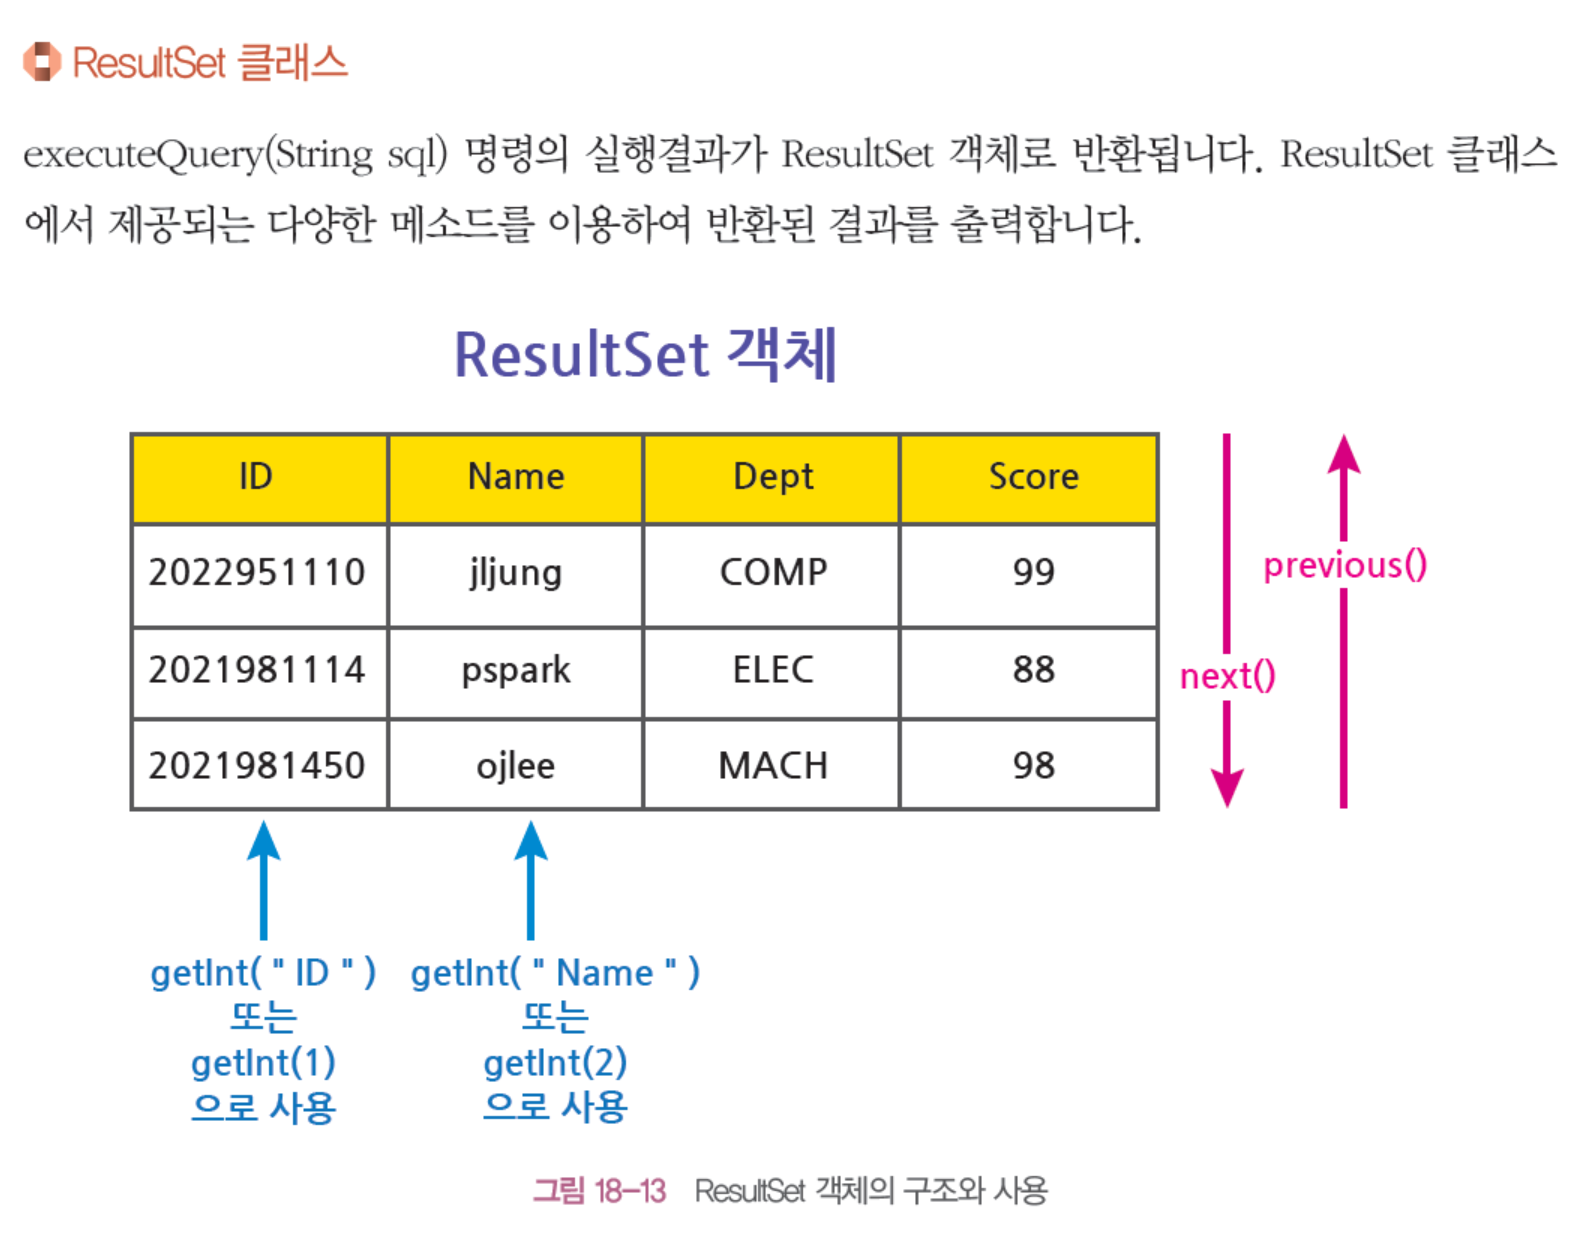 ResultSet 클래스
executeQuery(String sql) 명령의 실행결과가 ResultSet 객체로 반환됩니다. ResultSet 클래스
에서 제공되는 다양한 메소드를 이용하여 반환된 결과를 출력합니다.
ResultSet 객체
ID Name Dept Score
2022951110 jljung COMP 99
2021981114 pspark ELEC 88
2021981450 ojlee MACH 98
next()
previous()
getInt( " ID " )
또는
getInt(1)
으로 사용
getInt( " Name " )
또는
getInt(2)
으로 사용
그림 18-13 ResultSet 객체의 구조와 사용